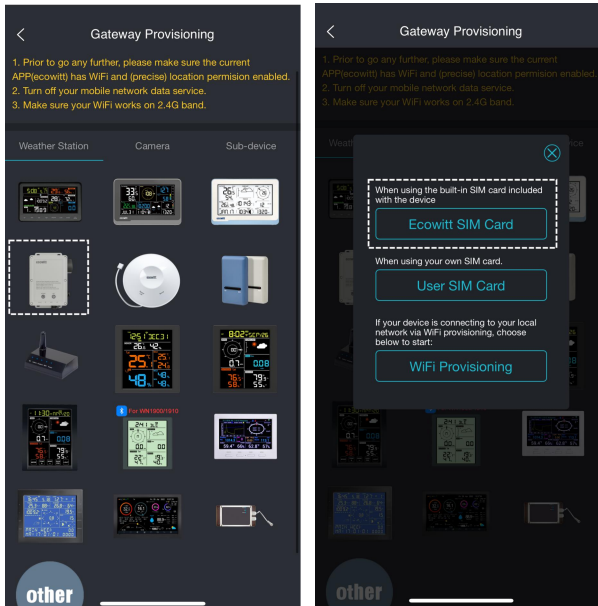 Gateway Provisioning
1. Prior to go any further, please make sure the current
APP(ecowitt) has WiFi and (precise) location permision enabled.
2. Turn off your mobile network data service.
3. Make sure your WiFi works on 2.4G band.
Weather Station
Camera
Sub-device
For WN1900/1910
other
Gateway Provisioning
1. Prior to go any further, please make sure the current
APP(ecowitt) has WiFi and (precise) location permision enabled.
2. Turn off your mobile network data service.
3. Make sure your WiFi works on 2.4G band.
When using the built-in SIM card included
with the device
Ecowitt SIM Card
When using your own SIM card.
User SIM Card
If your device is connecting to your local
network via WiFi provisioning, choose
below to start:
WiFi Provisioning
other